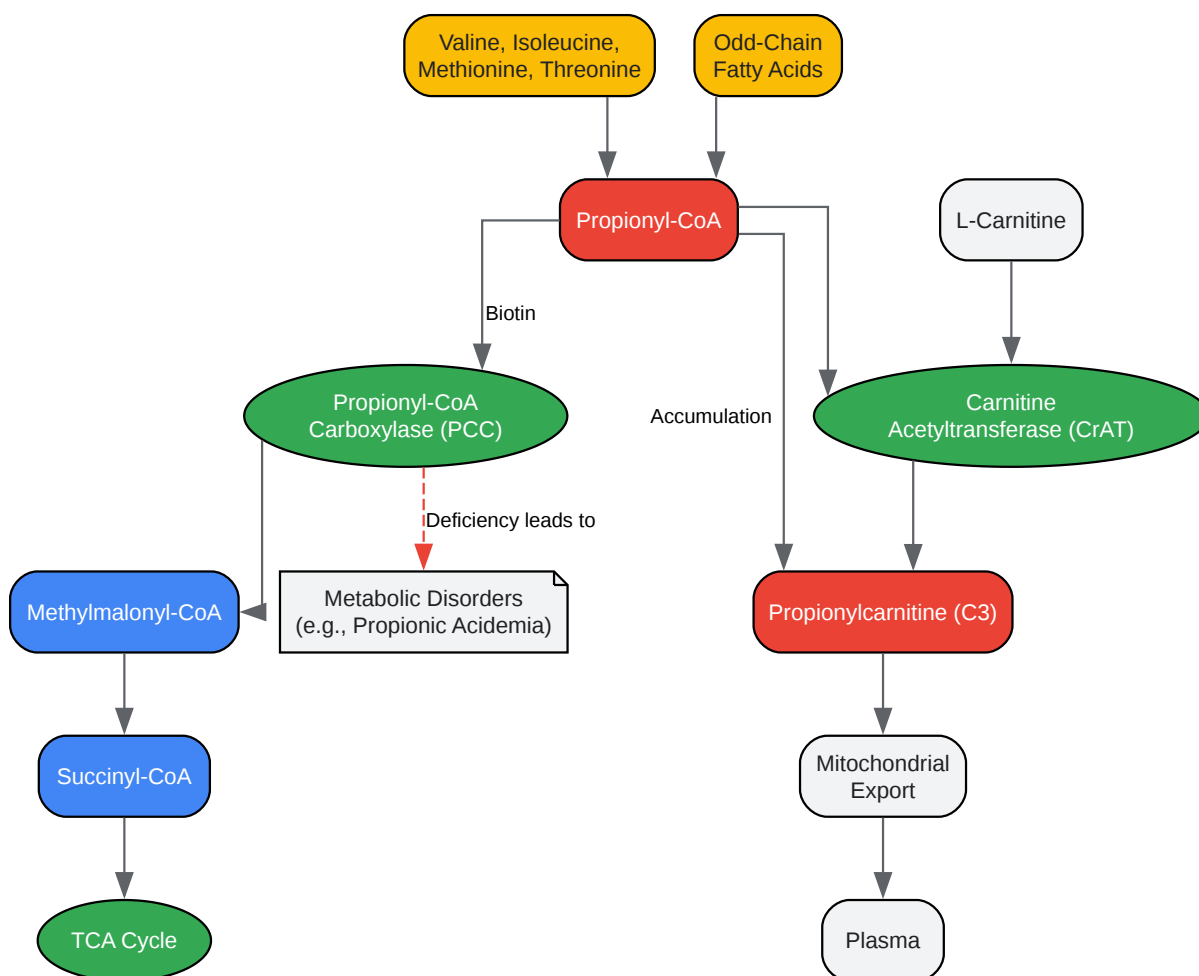 Valine, Isoleucine,
Methionine, Threonine
Odd-Chain
Fatty Acids
Propionyl-CoA
L-Carnitine
Biotin
Propionyl-CoA
Carboxylase (PCC)
Accumulation
Carnitine
Acetyltransferase (CrAT)
Deficiency leads to
Methylmalonyl-CoA
Metabolic Disorders
(e.g., Propionic Acidemia)
Propionylcarnitine (C3)
Succinyl-CoA
Mitochondrial
Export
TCA Cycle
Plasma